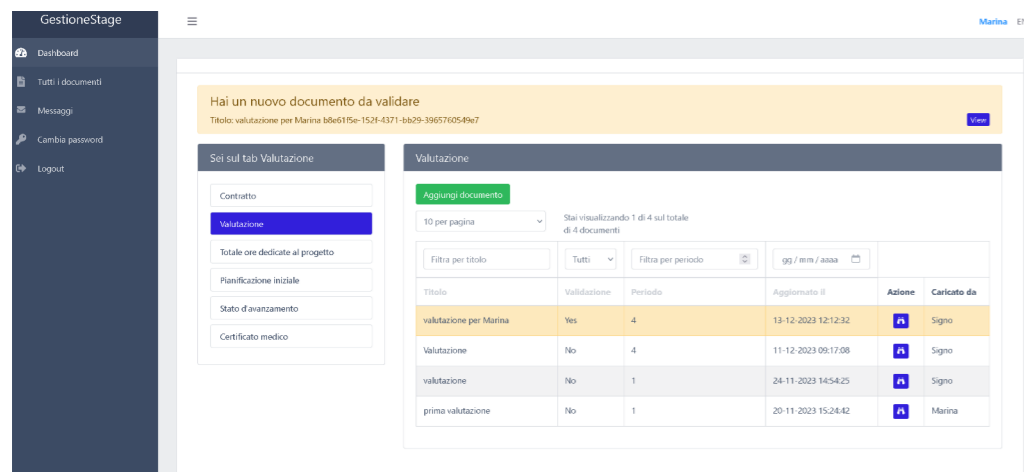 GestioneStage
Marina
Dashboard
Tutti i documenti
Messaggi
Cambia password
Logout
Hai un nuovo documento da validare
Titolo: valutazione per Marina b8e61f5e-152f-4371-bb29-3965760549e7
View
Sei sul tab Valutazione
Contratto
Valutazione
Totale ore dedicate al progetto
Pianificazione iniziale
Stato d'avanzamento
Certificato medico
Valutazione
Aggiungi documento
10 per pagina
Stai visualizzando 1 di 4 sul totale
di 4 documenti
Filtra per titolo Tutti Filtra per periodo gg / mm / aaaa
Titolo Validazione Periodo Aggiornato il Azione Caricato da
valutazione per Marina Yes 4 13-12-2023 12:12:32 Signo
Valutazione No 4 11-12-2023 09:17:08 Signo
valutazione No 1 24-11-2023 14:54:25 Signo
prima valutazione No 1 20-11-2023 15:24:42 Marina